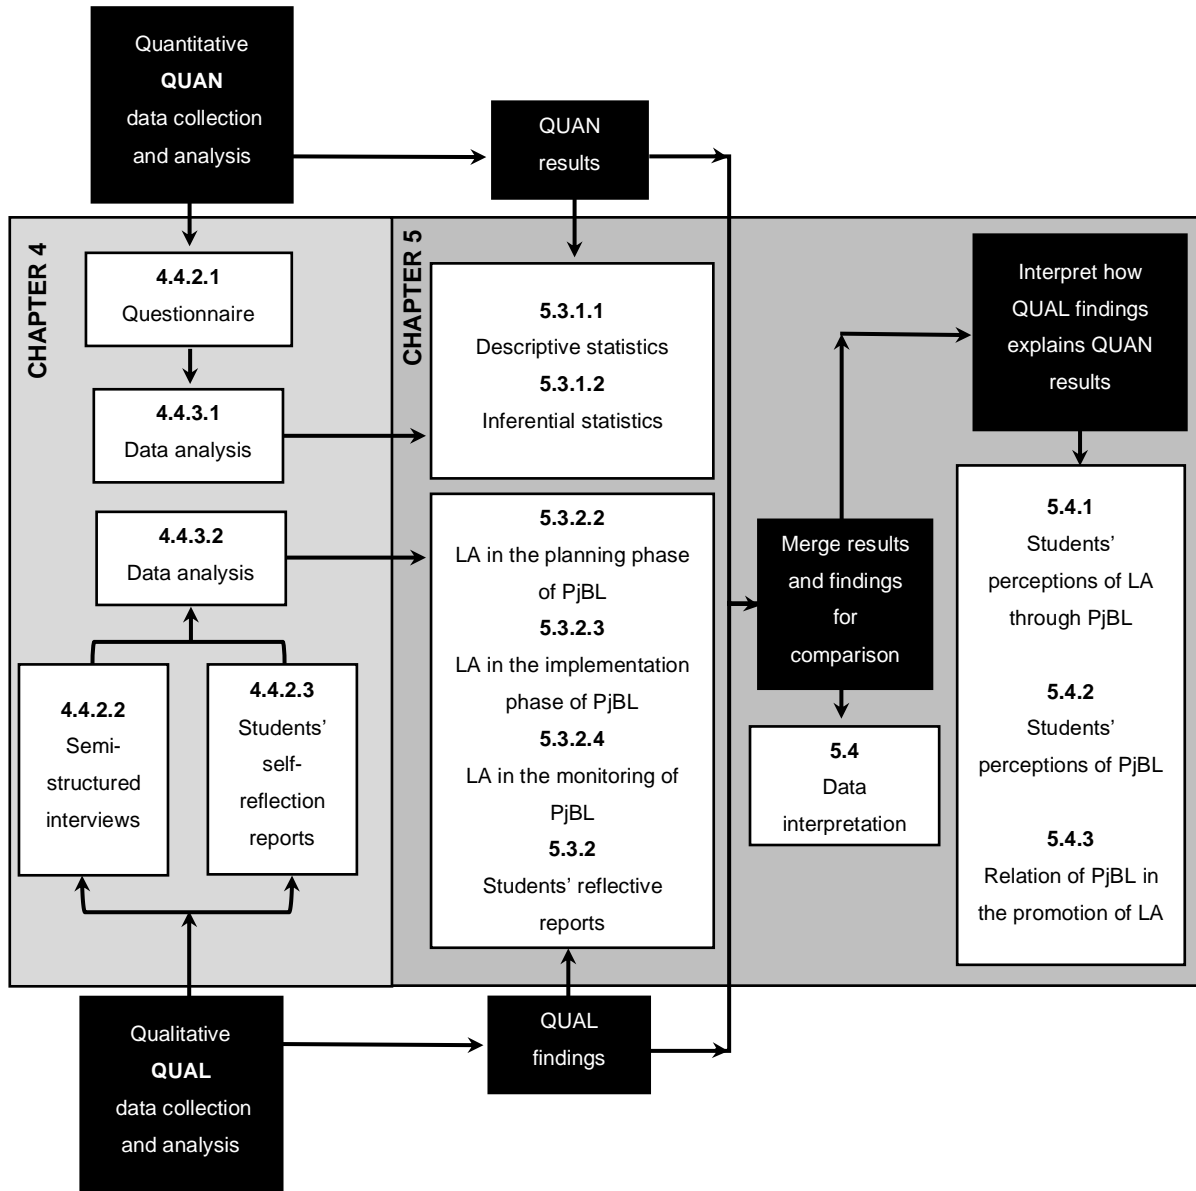 Quantitative
QUAN
data collection
and analysis
QUAN
results
CHAPTER 4
4.4.2.1
Questionnaire
4.4.3.1
Data analysis
4.4.3.2
Data analysis
4.4.2.2
Semi-
structured
interviews
4.4.2.3
Students’
self-
reflection
reports
CHAPTER 5
5.3.1.1
Descriptive statistics
5.3.1.2
Inferential statistics
5.3.2.2
LA in the planning phase
of PjBL
5.3.2.3
LA in the implementation
phase of PjBL
5.3.2.4
LA in the monitoring of
PjBL
5.3.2
Students’ reflective
reports
Merge results
and findings
for
comparison
5.4
Data
interpretation
Interpret how
QUAL findings
explains QUAN
results
5.4.1
Students’
perceptions of LA
through PjBL
5.4.2
Students’
perceptions of PjBL
5.4.3
Relation of PjBL in
the promotion of LA
Qualitative
QUAL
data collection
and analysis
QUAL
findings